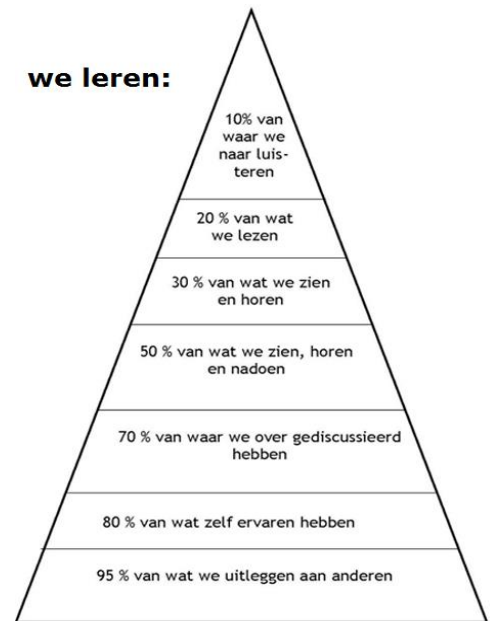 we leren:
10% van
waar we
naar luis-
teren
20 % van wat
we lezen
30 % van wat we zien
en horen
50 % van wat we zien, horen
en nadoen
70 % van waar we over gediscussieerd
hebben
80 % van wat zelf ervaren hebben
95 % van wat we uitleggen aan anderen